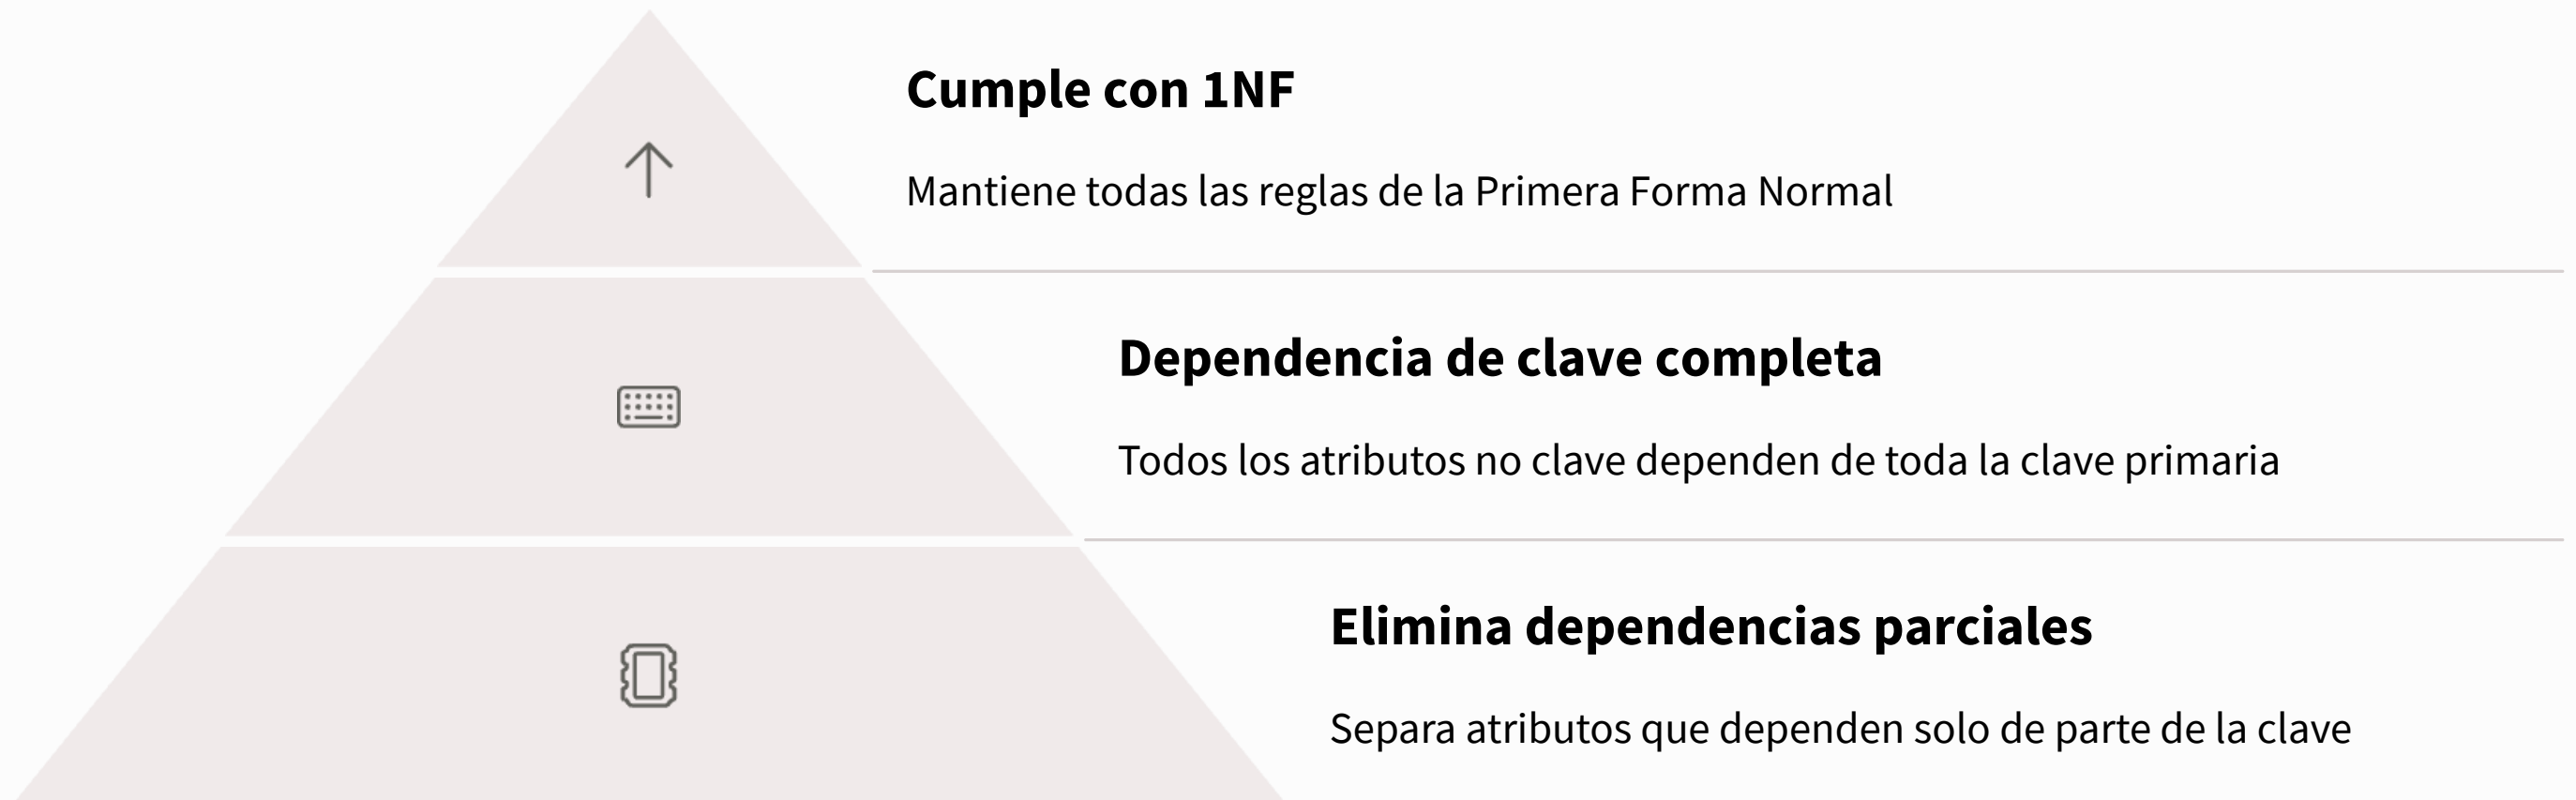 Cumple con 1NF
Mantiene todas las reglas de la Primera Forma Normal
Dependencia de clave completa
Todos los atributos no clave dependen de toda la clave primaria
Elimina dependencias parciales
Separa atributos que dependen solo de parte de la clave